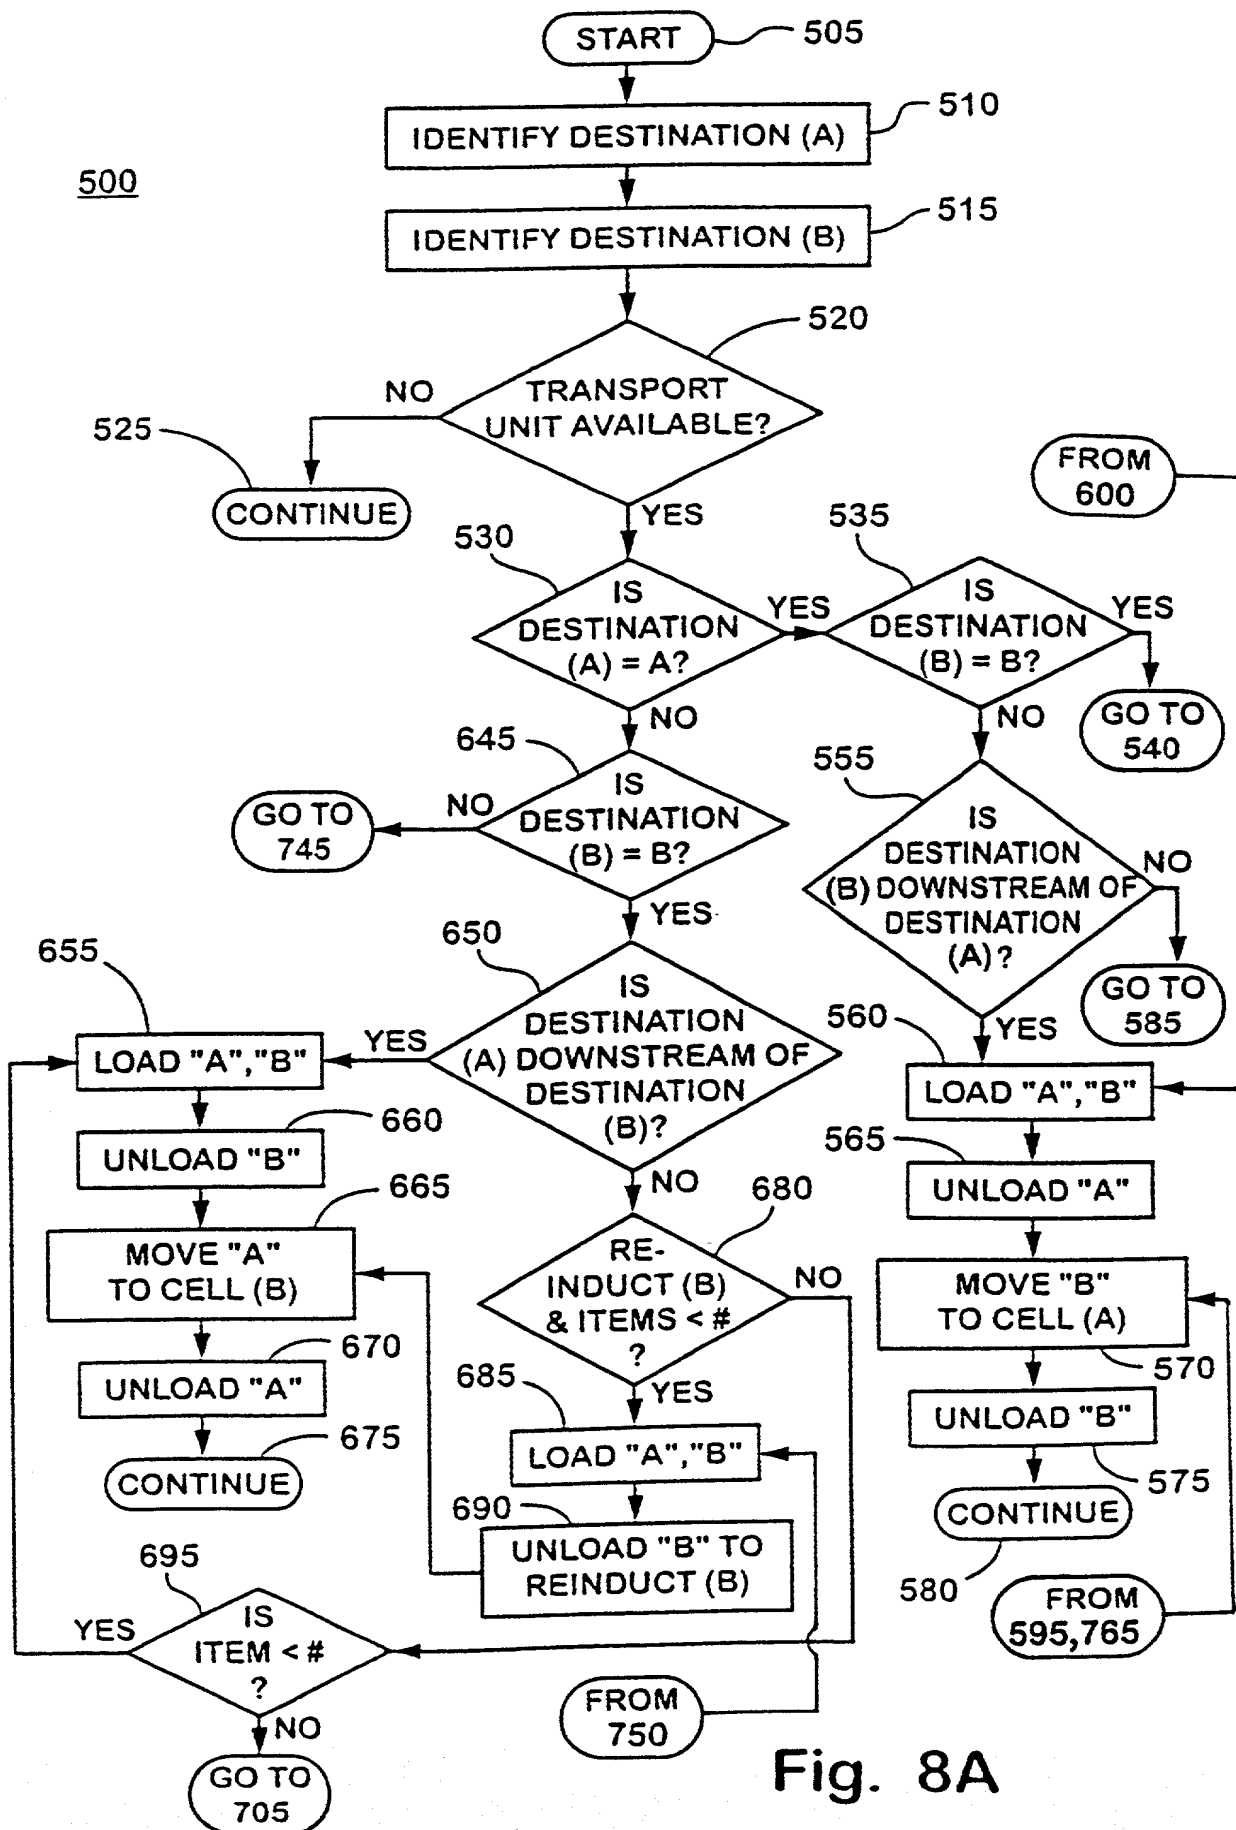 START
505
510
IDENTIFY DESTINATION (A)
500
515
IDENTIFY DESTINATION (B)
520
NO
TRANSPORT
UNIT AVAILABLE?
525
CONTINUE
YES
FROM
600
530
535
IS
DESTINATION
(A) = A?
YES
IS
DESTINATION
(B) = B?
YES
NO
NO
GO TO
540
645
555
GO TO
745
NO
IS
DESTINATION
(B) = B?
IS
DESTINATION
(B) DOWNSTREAM OF
DESTINATION
(A)?
NO
YES
GO TO
585
655
650
YES
560
YES
LOAD "A","B"
IS
DESTINATION
(A) DOWNSTREAM OF
DESTINATION
(B)?
LOAD "A","B"
660
565
UNLOAD "B"
NO
UNLOAD "A"
665
680
MOVE "A"
TO CELL (B)
RE-
INDUCT (B)
& ITEMS < #
?
NO
MOVE "B"
TO CELL (A)
670
570
UNLOAD "A"
685
YES
UNLOAD "B"
675
CONTINUE
LOAD "A","B"
575
CONTINUE
580
690
UNLOAD "B" TO
REINDUCT (B)
695
YES
IS
ITEM < #
?
FROM
595,765
NO
FROM
750
GO TO
705
Fig. 8A